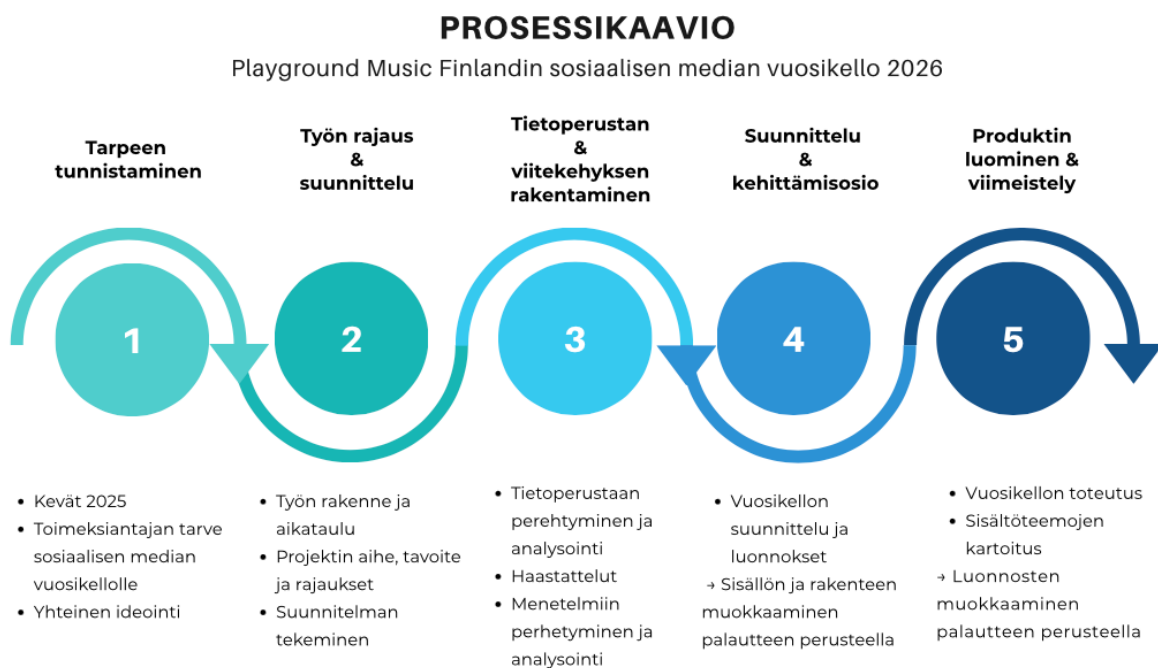 PROSESSIKAAVIO
Playground Music Finlandin sosiaalisen median vuosikello 2026
Tarpeen
tunnistaminen
Työn rajaus
&
suunnittelu
Tietoperustan
&
viitekehyksen
rakentaminen
Suunnittelu
&
kehittämisosio
Produktin
luominen &
viimeistely
1
2
3
4
5
• Kevät 2025
• Toimeksiantajan tarve
sosiaalisen median
vuosikellolle
• Yhteinen ideointi
• Työn rakenne ja
aikataulu
• Projektin aihe, tavoite
ja rajaukset
• Suunnitelman
tekeminen
• Tietoperustaan
perehtyminen ja
analysointi
• Haastattelut
• Menetelmiin
perhetyminen ja
analysointi
• Vuosikellon
suunnittelu ja
luonnokset
→ Sisällön ja rakenteen
muokkaaminen
palautteen perusteella
• Vuosikellon toteutus
• Sisältöteemojen
kartoitus
→ Luonnosten
muokkaaminen
palautteen perusteella